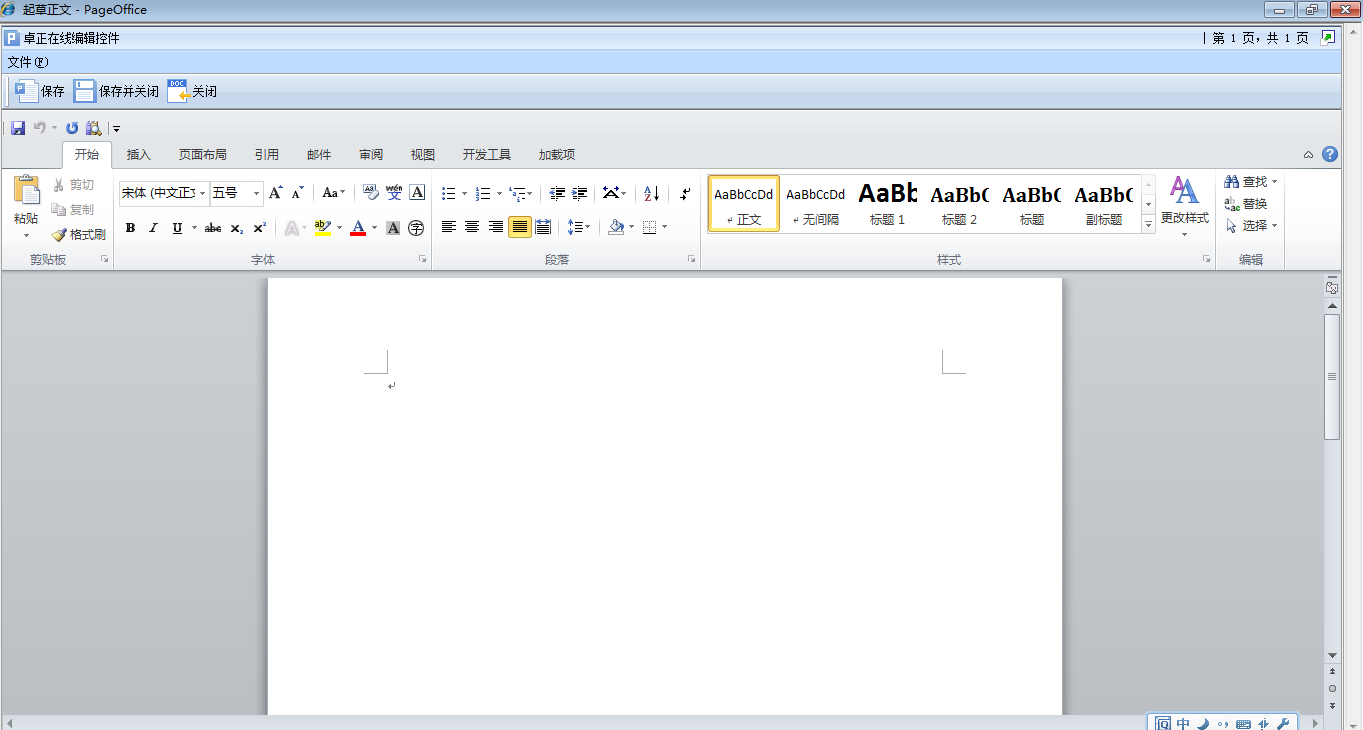 起草正文 - PageOffice
卓正在线编辑控件
| 第 1 页，共 1 页
文件(F)
保存 保存并关闭 关闭
开始 插入 页面布局 引用 邮件 审阅 视图 开发工具 加载项
粘贴 剪切 复制 格式刷
剪贴板
宋体 (中文正文 五号
字体
段落
AaBbCcDd AaBbCcDd AaBb AaBbC AaBbC AaBbC
正文 无间隔 标题 1 标题 2 标题 副标题
更改样式
样式
查找
替换
选择
编辑
中